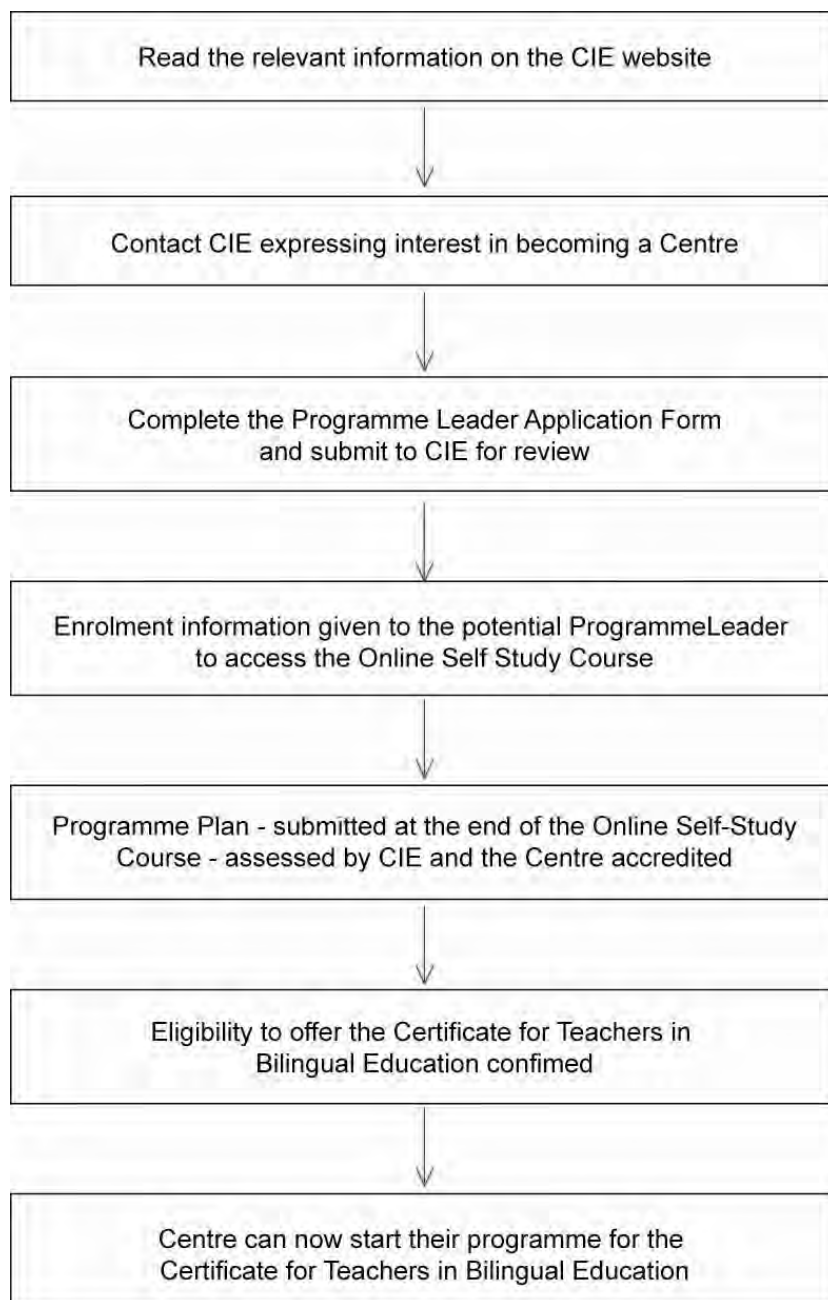 Read the relevant information on the CIE website
Contact CIE expressing interest in becoming a Centre
Complete the Programme Leader Application Form
and submit to CIE for review
Enrolment information given to the potential ProgrammeLeader
to access the Online Self Study Course
Programme Plan - submitted at the end of the Online Self-Study
Course - assessed by CIE and the Centre accredited
Eligibility to offer the Certificate for Teachers in
Bilingual Education confimed
Centre can now start their programme for the
Certificate for Teachers in Bilingual Education